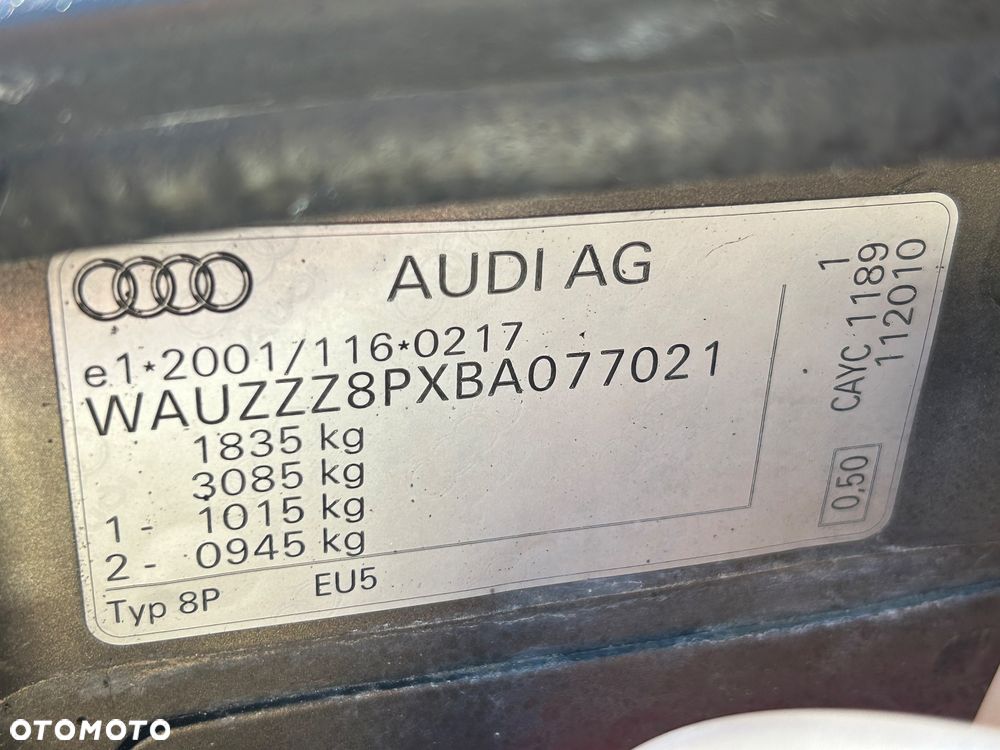 AUDI AG
e1*2001/116*0217
WAUZZZ8PXBA077021
1835 kg
3085 kg
1 - 1015 kg
2 - 0945 kg
Typ 8P EU5
1
CAYC 1189
112010
0,50
OTOMOTO